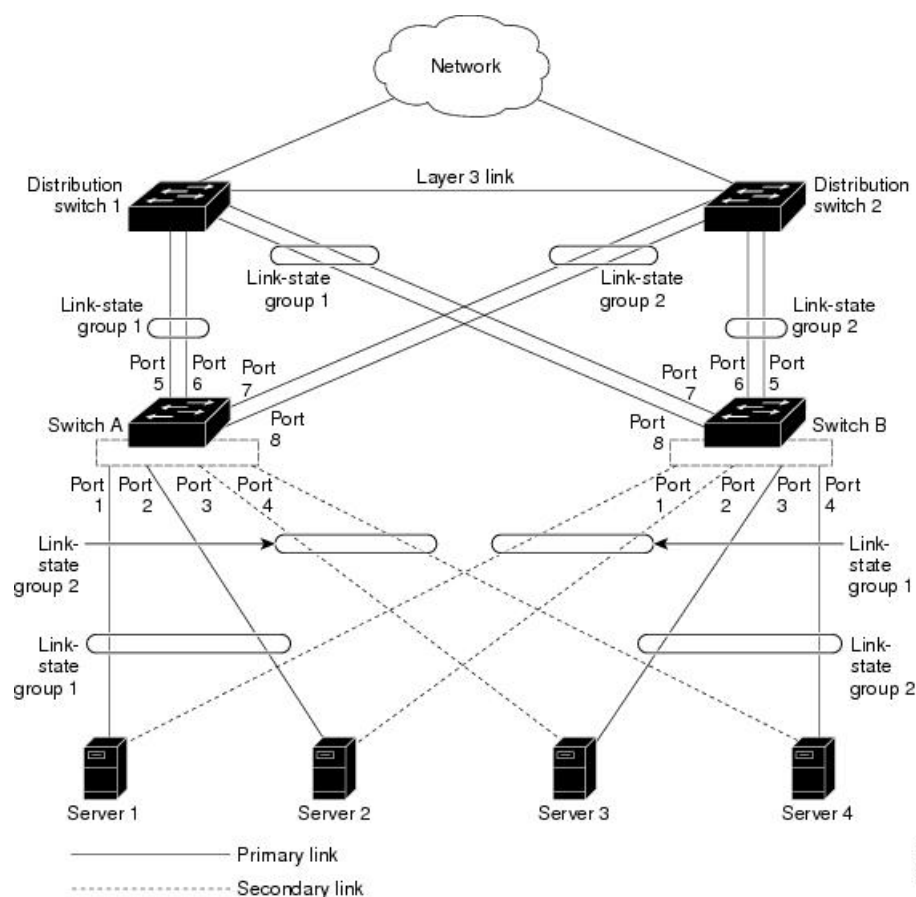 Network
Layer 3 link
Distribution
switch 1
Distribution
switch 2
Link-state
group 1
Link-state
group 2
Link-state
group 1
Link-state
group 2
Port
5
Port
6
Port
7
Port
8
Port
7
Port
6
Port
5
Port
8
Switch A
Switch B
Port
1
Port
2
Port
3
Port
4
Port
1
Port
2
Port
3
Port
4
Link-
state
group 2
Link-
state
group 1
Link-
state
group 1
Link-
state
group 2
Server 1
Server 2
Server 3
Server 4
Primary link
Secondary link